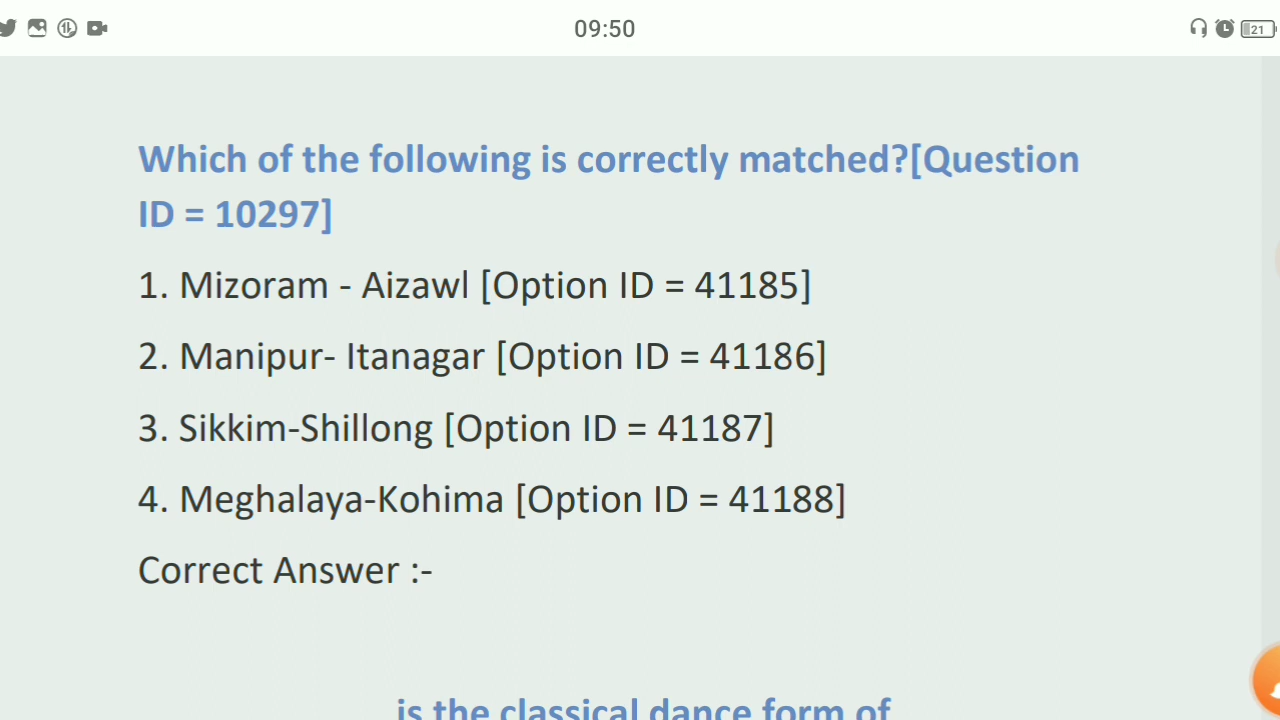 09:50
21
Which of the following is correctly matched?[Question
ID = 10297]
1. Mizoram - Aizawl [Option ID = 41185]
2. Manipur- Itanagar [Option ID = 41186]
3. Sikkim-Shillong [Option ID = 41187]
4. Meghalaya-Kohima [Option ID = 41188]
Correct Answer :-
is the classical dance form of